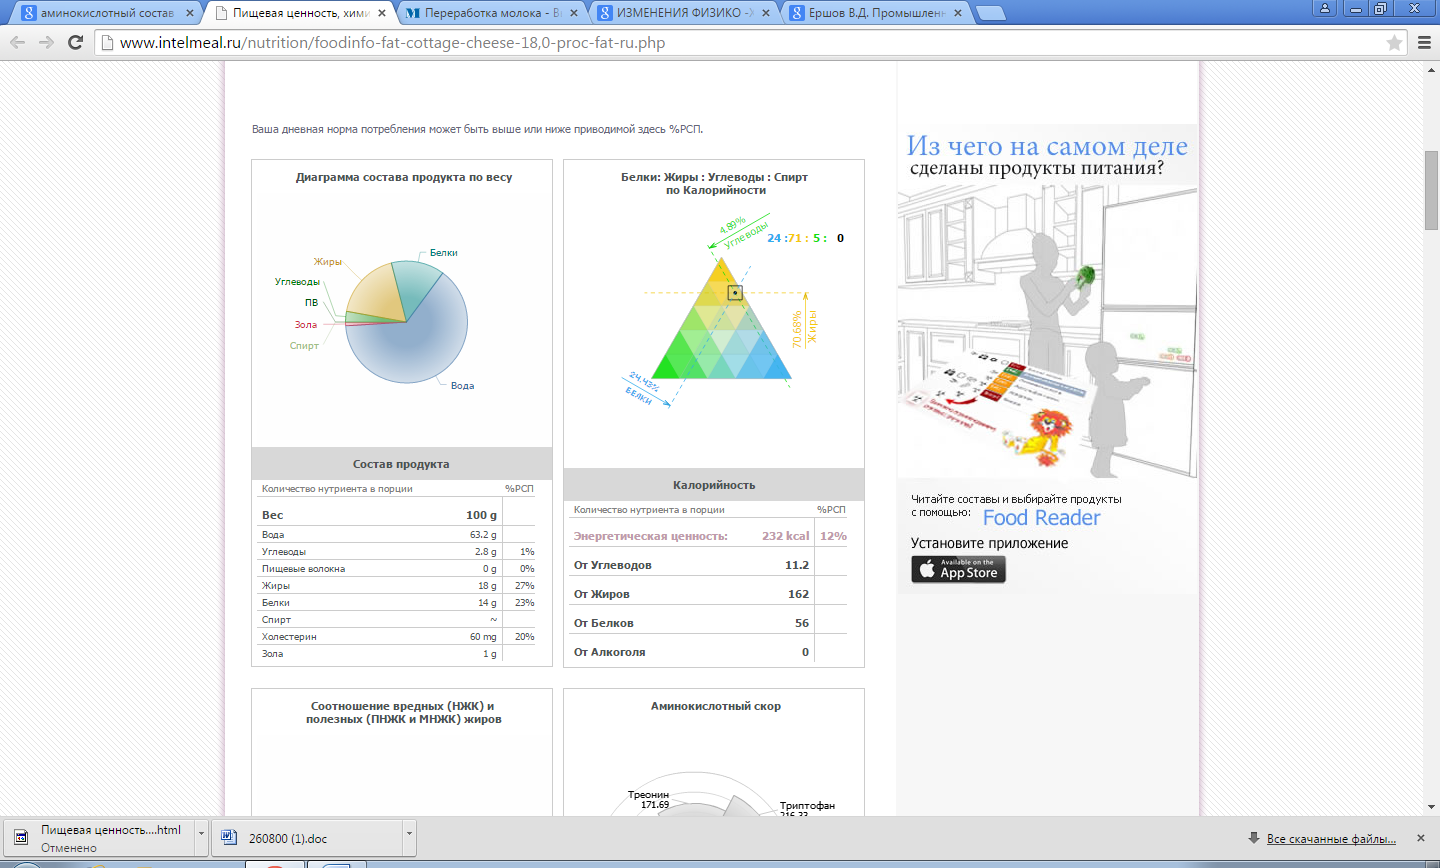 аминокислотный состав
Пищевая ценность, хими
Переработка молока - В
ИЗМЕНЕНИЯ ФИЗИКО -Х
Ершов В.Д. Промышлен
www.intelmeal.ru/nutrition/foodinfo-fat-cottage-cheese-18,0-proc-fat-ru.php
Ваша дневная норма потребления может быть выше или ниже приводимой здесь %РСП.
Диаграмма состава продукта по весу
Белки
Жиры
Углеводы
ПВ
Зола
Спирт
Вода
Состав продукта
Количество нутриента в порции %РСП
Вес 100 g
Вода 63.2 g
Углеводы 2.8 g 1%
Пищевые волокна 0 g 0%
Жиры 18 g 27%
Белки 14 g 23%
Спирт ~
Холестерин 60 mg 20%
Зола 1 g
Белки: Жиры : Углеводы : Спирт
по Калорийности
4.89%
Углеводы
24 :71 : 5 : 0
70.68%
Жиры
24.43%
БЕЛКИ
Калорийность
Количество нутриента в порции %РСП
Энергетическая ценность: 232 kcal 12%
От Углеводов 11.2
От Жиров 162
От Белков 56
От Алкоголя 0
Соотношение вредных (НЖК) и
полезных (ПНЖК и МНЖК) жиров
Аминокислотный скор
Треонин
171.69
Триптофан
216.33
Из чего на самом деле
сделаны продукты питания?
Читайте составы и выбирайте продукты
с помощью: Food Reader
Установите приложение
Available on the
App Store
Пищевая ценность....html
Отменено
260800 (1).doc
Все скачанные файлы...